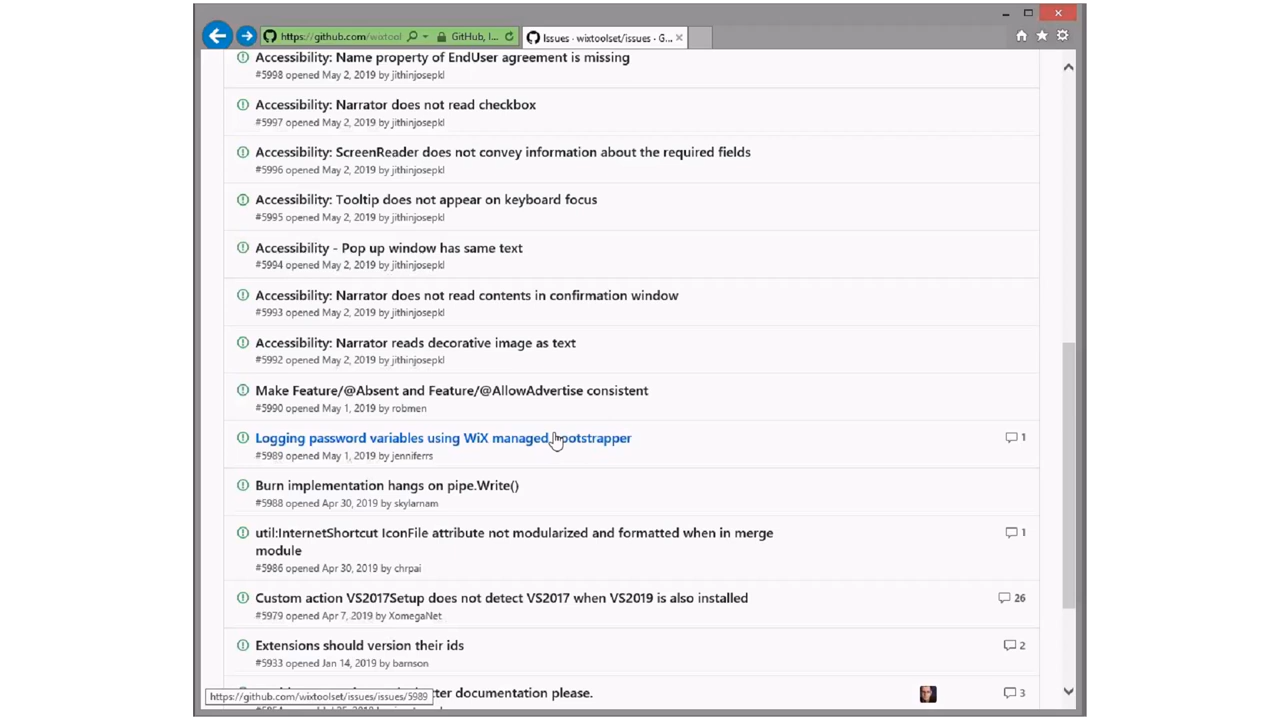 https://github.com/wixtool
GitHub, I...
Issues · wixtoolset/issues · G...
Accessibility: Name property of EndUser agreement is missing
#5998 opened May 2, 2019 by jithinjosepkl
Accessibility: Narrator does not read checkbox
#5997 opened May 2, 2019 by jithinjosepkl
Accessibility: ScreenReader does not convey information about the required fields
#5996 opened May 2, 2019 by jithinjosepkl
Accessibility: Tooltip does not appear on keyboard focus
#5995 opened May 2, 2019 by jithinjosepkl
Accessibility - Pop up window has same text
#5994 opened May 2, 2019 by jithinjosepkl
Accessibility: Narrator does not read contents in confirmation window
#5993 opened May 2, 2019 by jithinjosepkl
Accessibility: Narrator reads decorative image as text
#5992 opened May 2, 2019 by jithinjosepkl
Make Feature/@Absent and Feature/@AllowAdvertise consistent
#5990 opened May 1, 2019 by robmen
Logging password variables using WiX managed bootstrapper
1
#5989 opened May 1, 2019 by jenniferrs
Burn implementation hangs on pipe.Write()
#5988 opened Apr 30, 2019 by skylarnam
util:InternetShortcut IconFile attribute not modularized and formatted when in merge
1
module
#5986 opened Apr 30, 2019 by chrpai
Custom action VS2017Setup does not detect VS2017 when VS2019 is also installed
26
#5979 opened Apr 7, 2019 by XomegaNet
Extensions should version their ids
2
#5933 opened Jan 14, 2019 by barnson
documentation please.
3
https://github.com/wixtoolset/issues/issues/5989